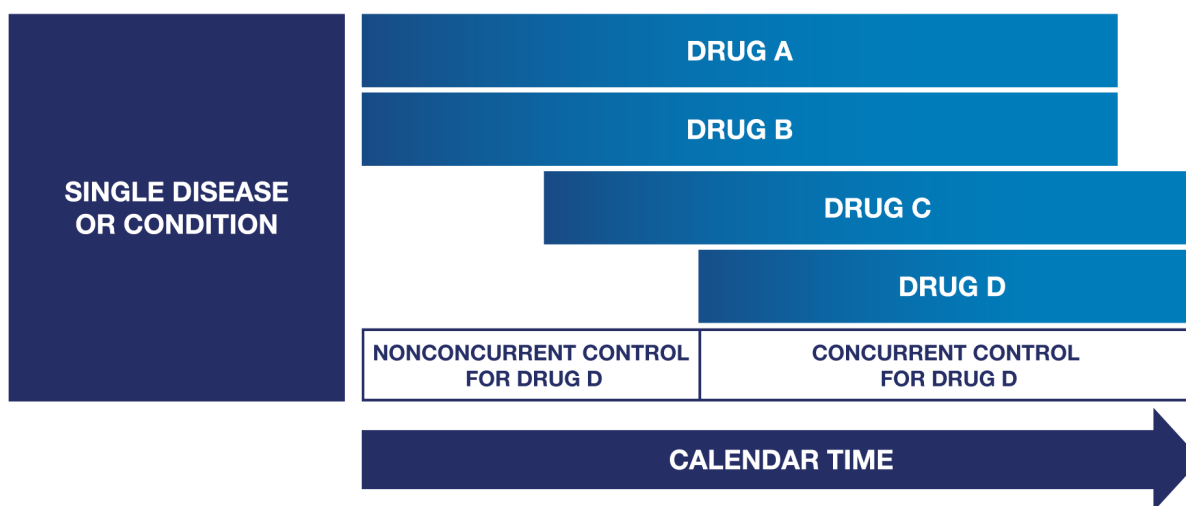 DRUG A
DRUG B
SINGLE DISEASE
OR CONDITION
DRUG C
DRUG D
NONCONCURRENT CONTROL
FOR DRUG D
CONCURRENT CONTROL
FOR DRUG D
CALENDAR TIME